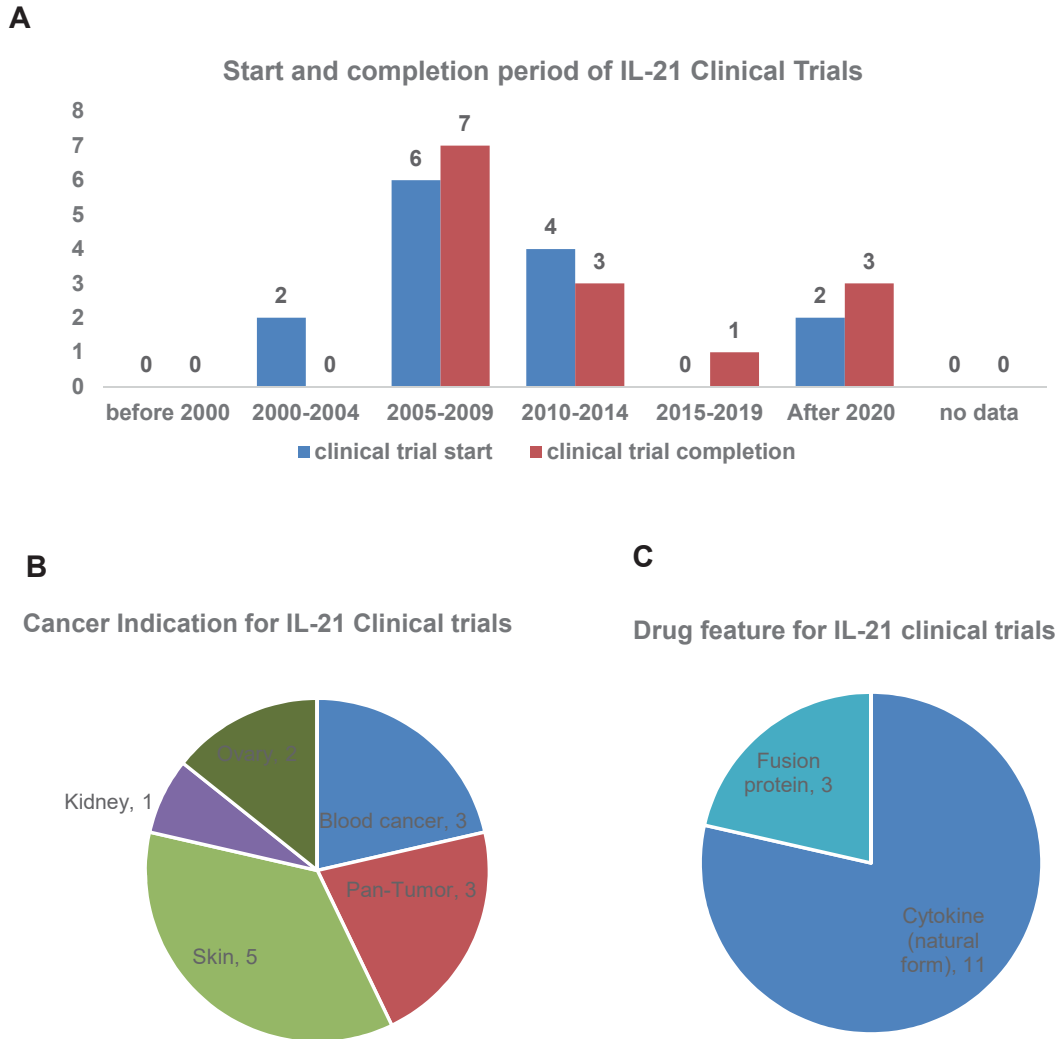 A
Start and completion period of IL-21 Clinical Trials
8
7
6
5
4
3
2
1
0
0 0
2 0
6 7
4 3
0 1
2 3
0 0
before 2000 2000-2004 2005-2009 2010-2014 2015-2019 After 2020 no data
clinical trial start clinical trial completion
B
Cancer Indication for IL-21 Clinical trials
Ovary, 2
Kidney, 1
Blood cancer, 3
Pan-Tumor, 3
Skin, 5
C
Drug feature for IL-21 clinical trials
Fusion
protein, 3
Cytokine
(natural
form), 11